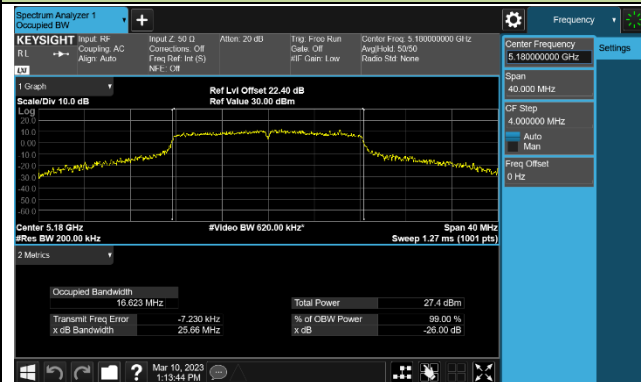 Spectrum Analyzer 1
Occupied BW
Frequency
KEYSIGHT
RL
LXI
Input: RF
Coupling: AC
Align: Auto
Input Z: 50 Ω
Corrections: Off
Freq Ref: Int (S)
NFE: Off
Atten: 20 dB
Trig: Free Run
Gate: Off
#IF Gain: Low
Center Freq: 5.180000000 GHz
Avg|Hold: 50/50
Radio Std: None
Center Frequency
5.180000000 GHz
Settings
Span
40.000 MHz
CF Step
4.000000 MHz
Auto
Man
Freq Offset
0 Hz
1 Graph
Scale/Div 10.0 dB
Ref Lvl Offset 22.40 dB
Ref Value 30.00 dBm
Log
20.0
10.0
0.00
-10.0
-20.0
-30.0
-40.0
-50.0
-60.0
Center 5.18 GHz
#Res BW 200.00 kHz
#Video BW 620.00 kHz*
Span 40 MHz
Sweep 1.27 ms (1001 pts)
2 Metrics
Occupied Bandwidth
16.623 MHz
Total Power 27.4 dBm
Transmit Freq Error -7.230 kHz % of OBW Power 99.00 %
x dB Bandwidth 25.66 MHz x dB -26.00 dB
Mar 10, 2023
1:13:44 PM